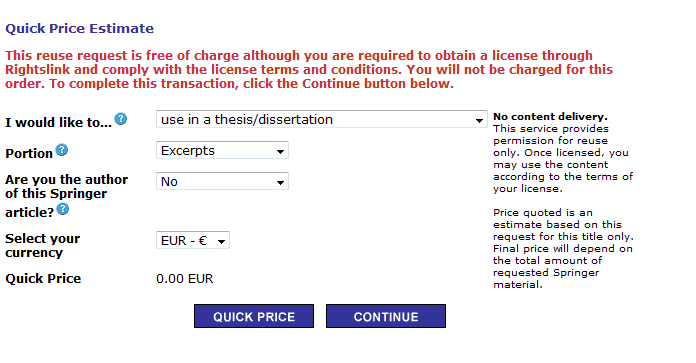 Quick Price Estimate
This reuse request is free of charge although you are required to obtain a license through
Rightslink and comply with the license terms and conditions. You will not be charged for this
order. To complete this transaction, click the Continue button below.
I would like to... ?
use in a thesis/dissertation
Portion ?
Excerpts
Are you the author
of this Springer
article? ?
No
Select your
currency
EUR - €
Quick Price
0.00 EUR
QUICK PRICE
CONTINUE
No content delivery.
This service provides
permission for reuse
only. Once licensed, you
may use the content
according to the terms of
your license.
Price quoted is an
estimate based on this
request for this title only.
Final price will depend on
the total amount of
requested Springer
material.